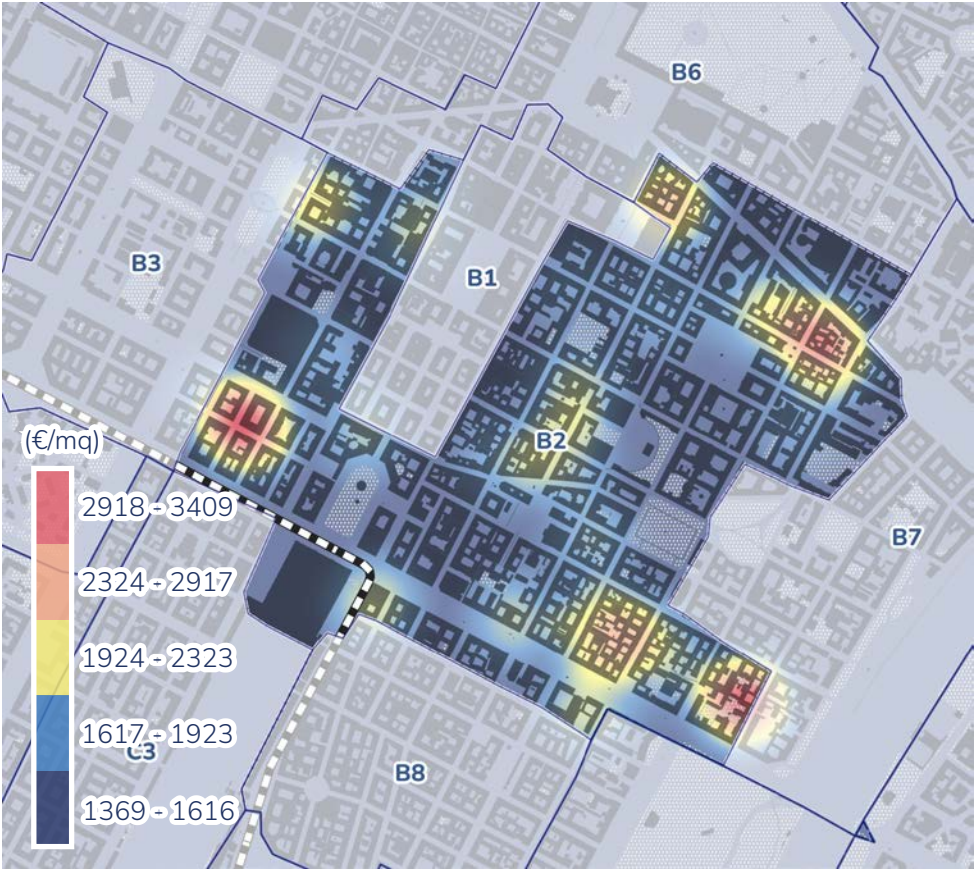 B6
B3
B1
(€/mq)
B2
2918 - 3409
B7
2324 - 2917
1924 - 2323
1617 - 1923
C3
B8
1369 - 1616